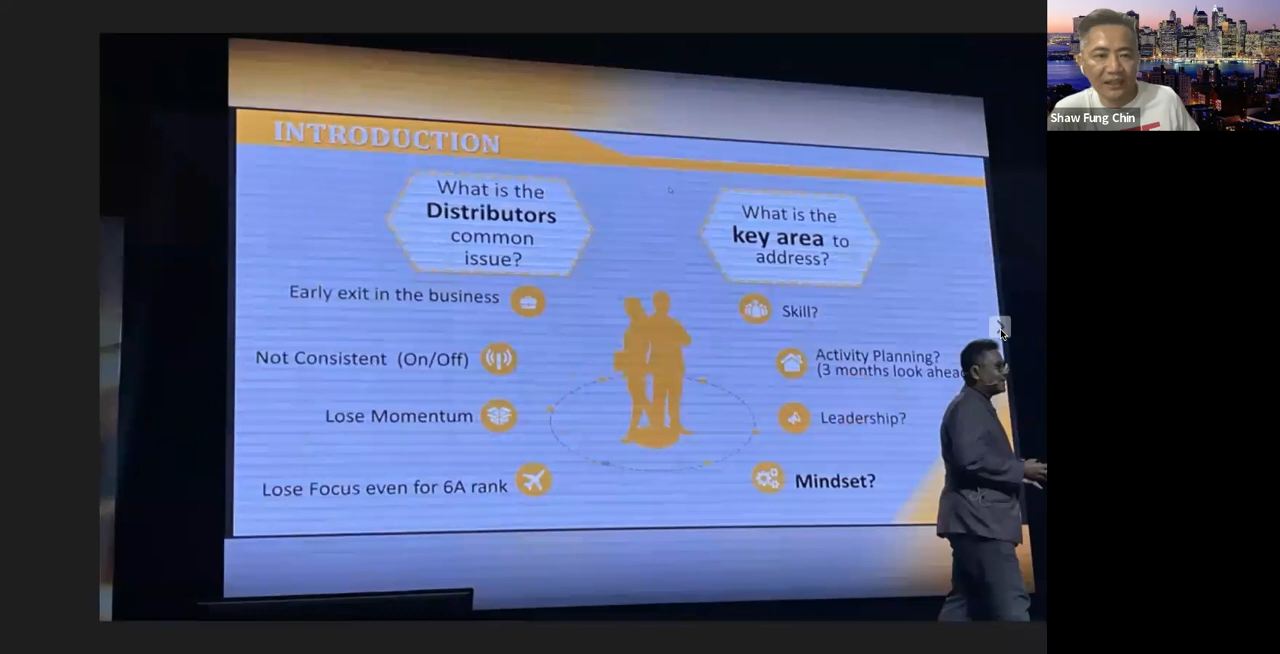 INTRODUCTION
What is the
Distributors
common
issue?
Early exit in the business
Not Consistent (On/Off)
Lose Momentum
Lose Focus even for 6A rank
What is the
key area to
address?
Skill?
Activity Planning?
(3 months look ahea
Leadership?
Mindset?
Shaw Fung Chin